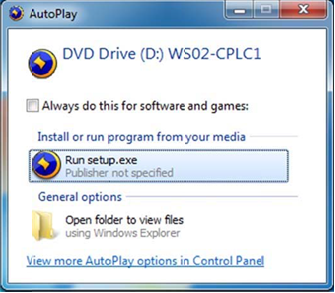 AutoPlay
DVD Drive (D:) WS02-CPLC1
Always do this for software and games:
Install or run program from your media
Run setup.exe
Publisher not specified
General options
Open folder to view files
using Windows Explorer
View more AutoPlay options in Control Panel